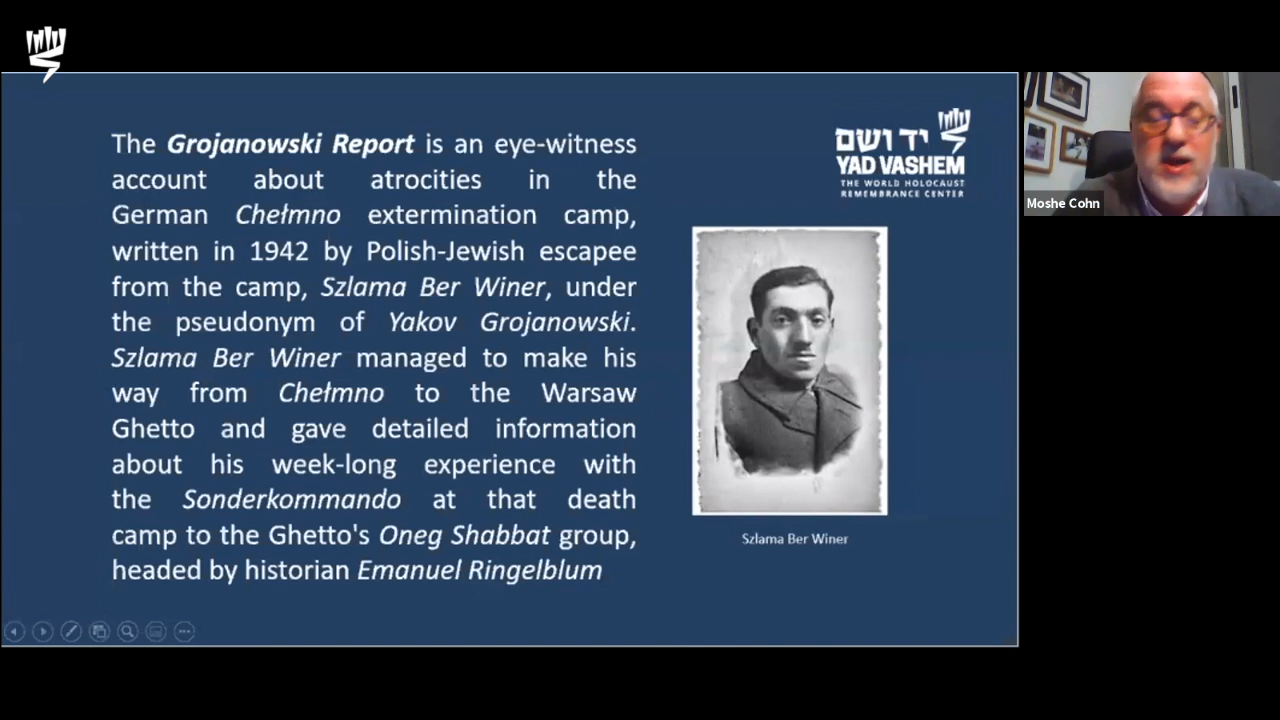 The Grojanowski Report is an eye-witness
account about atrocities in the
German Chełmno extermination camp,
written in 1942 by Polish-Jewish escapee
from the camp, Szlama Ber Winer, under
the pseudonym of Yakov Grojanowski.
Szlama Ber Winer managed to make his
way from Chełmno to the Warsaw
Ghetto and gave detailed information
about his week-long experience with
the Sonderkommando at that death
camp to the Ghetto's Oneg Shabbat group,
headed by historian Emanuel Ringelblum
יד ושם
YAD VASHEM
THE WORLD HOLOCAUST
REMEMBRANCE CENTER
Szlama Ber Winer
Moshe Cohn